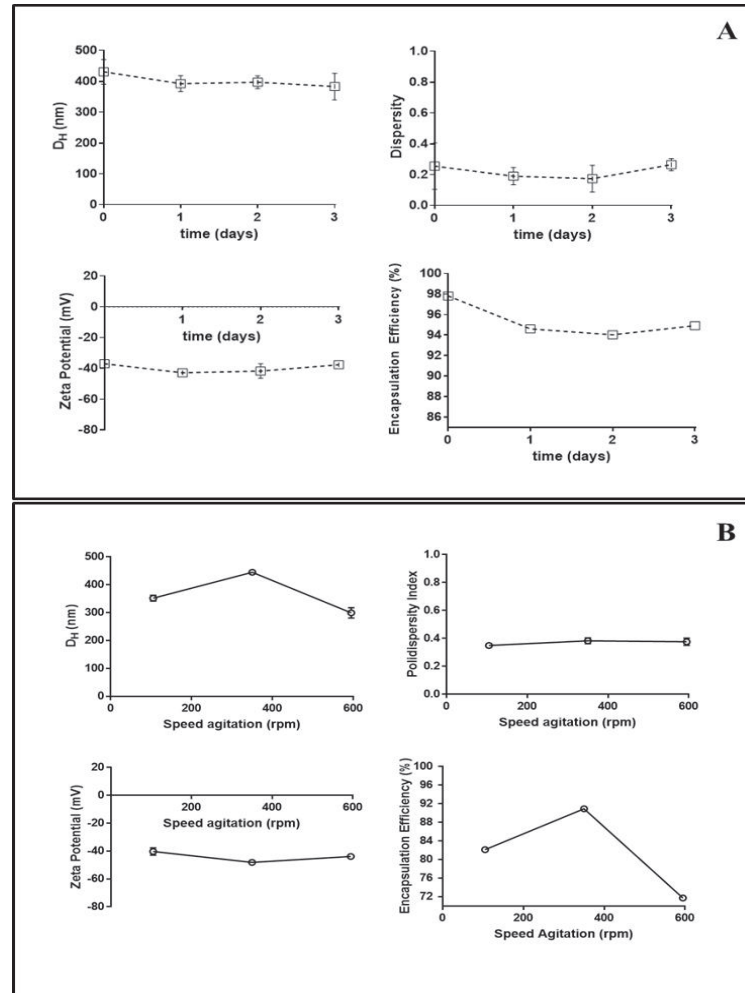 A
500
400
300
200
100
0
D_H (nm)
0 1 2 3
time (days)
1.0
0.8
0.6
0.4
0.2
0.0
Dispersity
0 1 2 3
time (days)
20
0
-20
-40
-60
-80
Zeta Potential (mV)
1 2 3
time (days)
100
98
96
94
92
90
88
86
Encapsulation Efficiency (%)
0 1 2 3
time (days)
B
500
400
300
200
100
0
D_H (nm)
0 200 400 600
Speed agitation (rpm)
1.0
0.8
0.6
0.4
0.2
0.0
Polidispersity Index
0 200 400 600
Speed agitation (rpm)
20
0
-20
-40
-60
-80
Zeta Potential (mV)
200 400 600
Speed agitation (rpm)
100
96
92
88
84
80
76
72
Encapsulation Efficiency (%)
0 200 400 600
Speed Agitation (rpm)